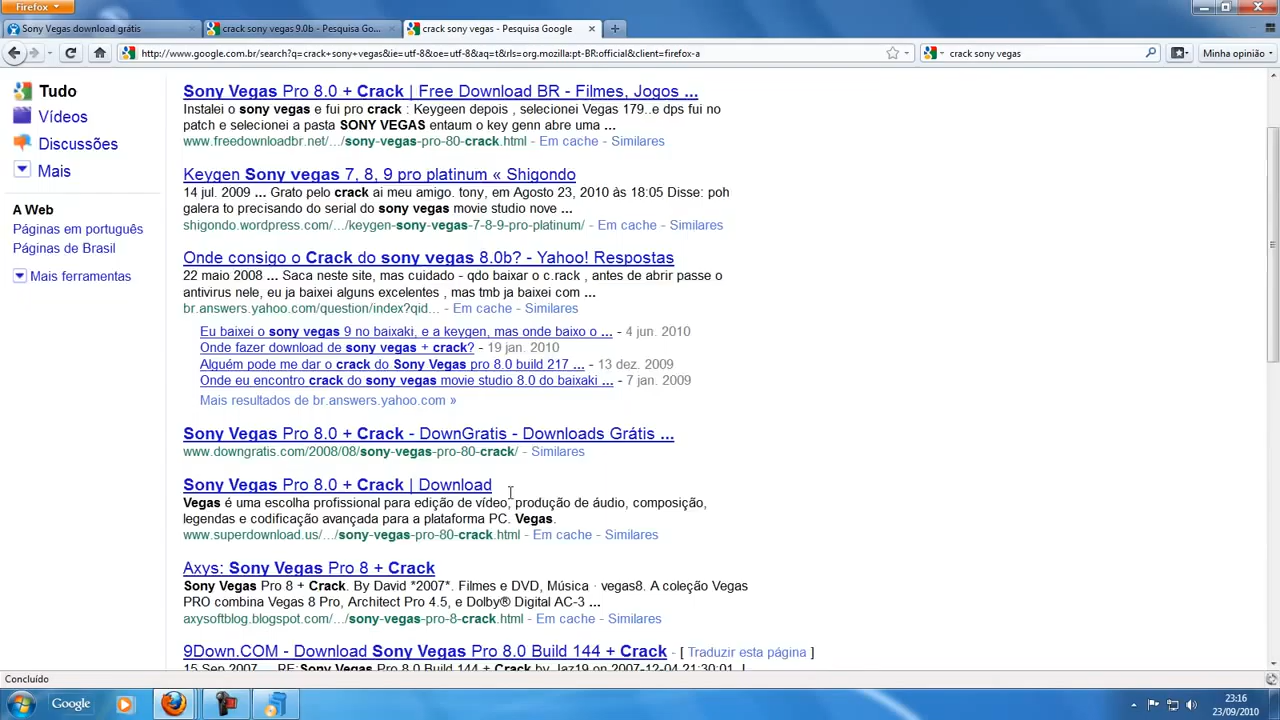 Firefox
Sony Vegas download grátis
crack sony vegas 9.0b - Pesquisa Goo...
crack sony vegas - Pesquisa Google
http://www.google.com.br/search?q=crack+sony+vegas&ie=utf-8&oe=utf-8&aq=t&rls=org.mozilla:pt-BR:official&client=firefox-a
crack sony vegas
Minha opinião
Tudo
Vídeos
Discussões
Mais
A Web
Páginas em português
Páginas de Brasil
Mais ferramentas
Sony Vegas Pro 8.0 + Crack | Free Download BR - Filmes, Jogos ...
Instalei o sony vegas e fui pro crack : Keygeen depois , selecionei Vegas 179..e dps fui no
patch e selecionei a pasta SONY VEGAS entaum o key genn abre uma ...
www.freedownloadbr.net/.../sony-vegas-pro-80-crack.html - Em cache - Similares
Keygen Sony vegas 7, 8, 9 pro platinum « Shigondo
14 jul. 2009 ... Grato pelo crack ai meu amigo. tony, em Agosto 23, 2010 às 18:05 Disse: poh
galera to precisando do serial do sony vegas movie studio nove ...
shigondo.wordpress.com/.../keygen-sony-vegas-7-8-9-pro-platinum/ - Em cache - Similares
Onde consigo o Crack do sony vegas 8.0b? - Yahoo! Respostas
22 maio 2008 ... Saca neste site, mas cuidado - qdo baixar o c.rack , antes de abrir passe o
antivirus nele, eu ja baixei alguns excelentes , mas tmb ja baixei com ...
br.answers.yahoo.com/question/index?qid... - Em cache - Similares
Eu baixei o sony vegas 9 no baixaki, e a keygen, mas onde baixo o ... - 4 jun. 2010
Onde fazer download de sony vegas + crack? - 19 jan. 2010
Alguém pode me dar o crack do Sony Vegas pro 8.0 build 217 ... - 13 dez. 2009
Onde eu encontro crack do sony vegas movie studio 8.0 do baixaki ... - 7 jan. 2009
Mais resultados de br.answers.yahoo.com »
Sony Vegas Pro 8.0 + Crack - DownGratis - Downloads Grátis ...
www.downgratis.com/2008/08/sony-vegas-pro-80-crack/ - Similares
Sony Vegas Pro 8.0 + Crack | Download
Vegas é uma escolha profissional para edição de vídeo, produção de áudio, composição,
legendas e codificação avançada para a plataforma PC. Vegas.
www.superdownload.us/.../sony-vegas-pro-80-crack.html - Em cache - Similares
Axys: Sony Vegas Pro 8 + Crack
Sony Vegas Pro 8 + Crack. By David *2007*. Filmes e DVD, Música · vegas8. A coleção Vegas
PRO combina Vegas 8 Pro, Architect Pro 4.5, e Dolby® Digital AC-3 ...
axysoftblog.blogspot.com/.../sony-vegas-pro-8-crack.html - Em cache - Similares
9Down.COM - Download Sony Vegas Pro 8.0 Build 144 + Crack - [ Traduzir esta página ]
15 Sep 2007 ... RE:Sony Vegas Pro 8.0 Build 144 + Crack by Jaz19 on 2007-12-04 21:30:01. [
Concluído
Google
23:16
23/09/2010